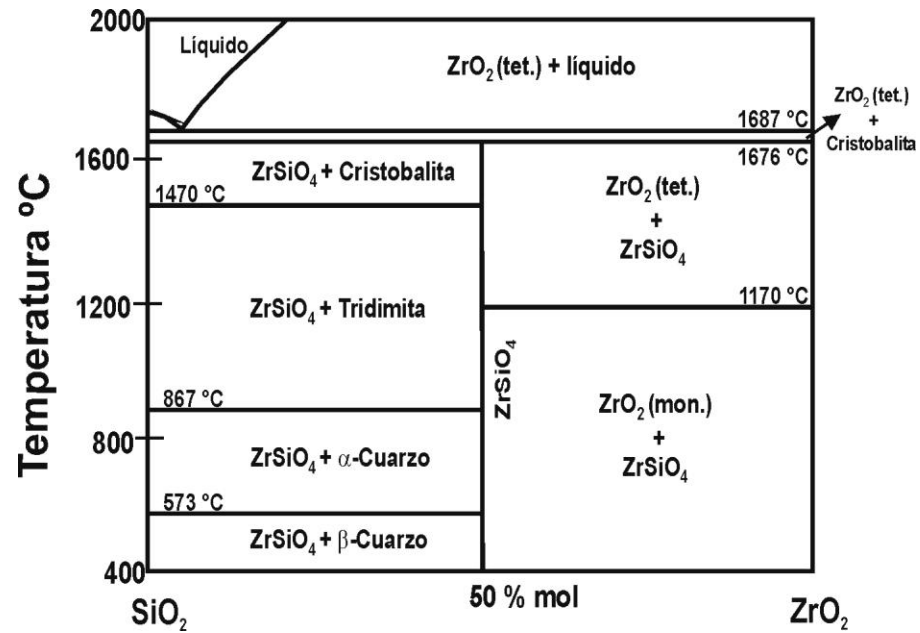 2000
Líquido
ZrO₂ (tet.) + líquido
ZrO₂ (tet.)
+
Cristobalita
1687 °C
1600
ZrSiO₄ + Cristobalita
1676 °C
1470 °C
ZrO₂ (tet.)
+
ZrSiO₄
Temperatura ºC
1200
ZrSiO₄ + Tridimita
1170 °C
ZrSiO₄
867 °C
ZrO₂ (mon.)
+
ZrSiO₄
800
ZrSiO₄ + α-Cuarzo
573 °C
ZrSiO₄ + β-Cuarzo
400
SiO₂
50 % mol
ZrO₂